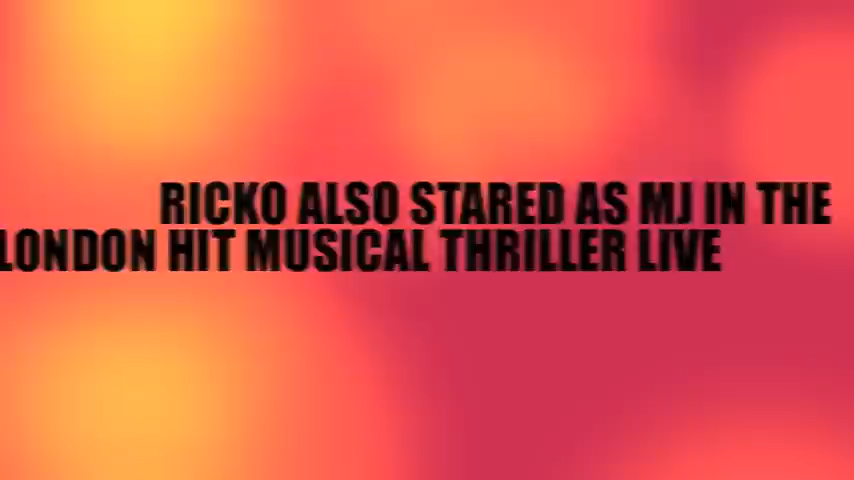 RICKO ALSO STARED AS MJ IN THE
LONDON HIT MUSICAL THRILLER LIVE